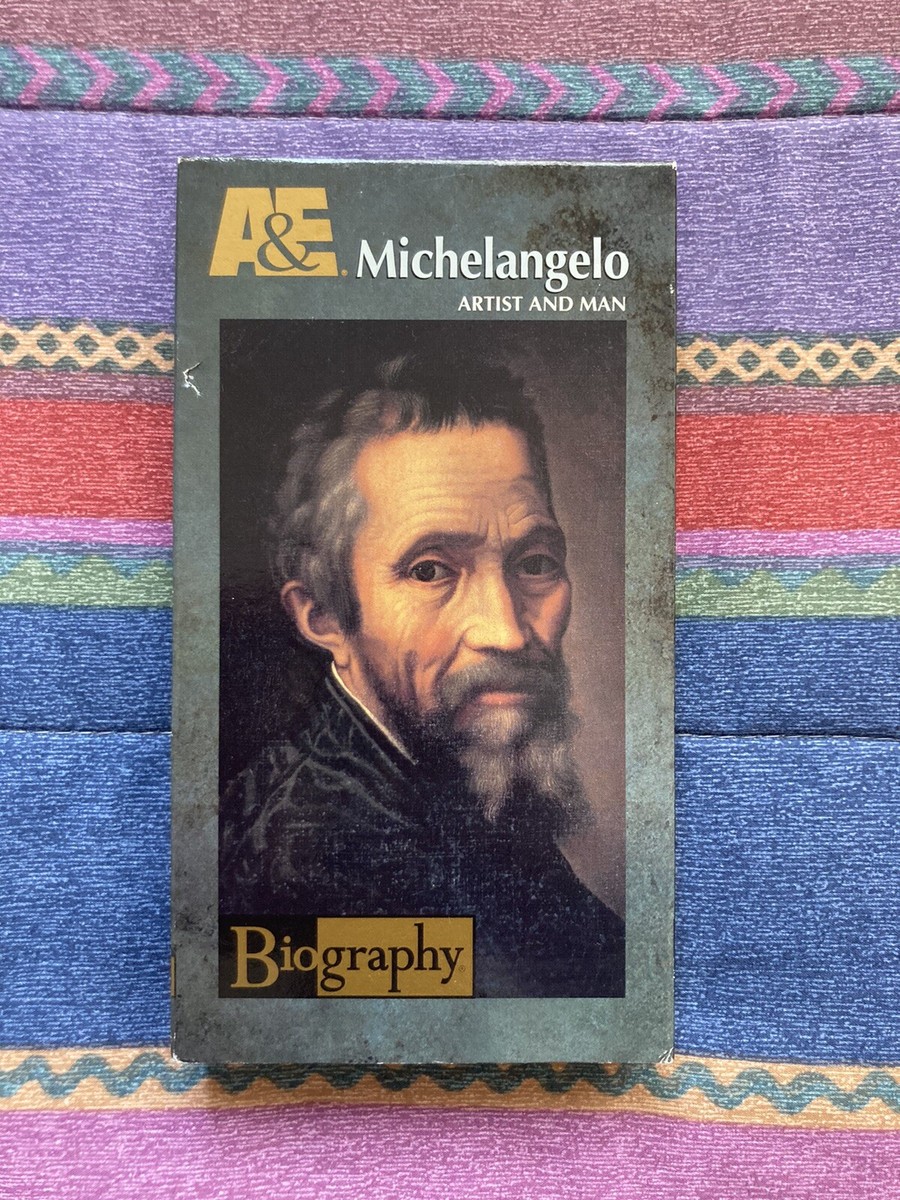 A&E®
Michelangelo
ARTIST AND MAN
Biography®